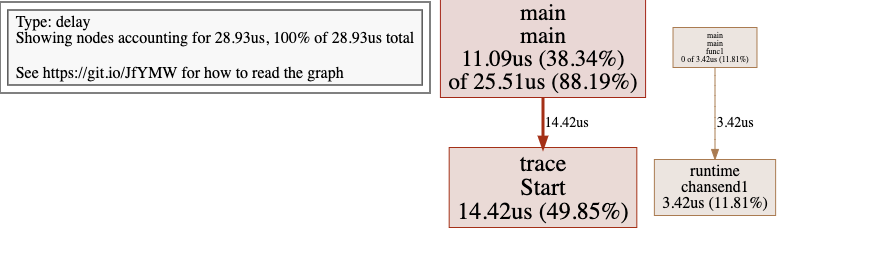 Type: delay
Showing nodes accounting for 28.93us, 100% of 28.93us total
See https://git.io/JfYMW for how to read the graph
main
main
11.09us (38.34%)
of 25.51us (88.19%)
14.42us
trace
Start
14.42us (49.85%)
main
main
func1
0 of 3.42us (11.81%)
3.42us
runtime
chansend1
3.42us (11.81%)